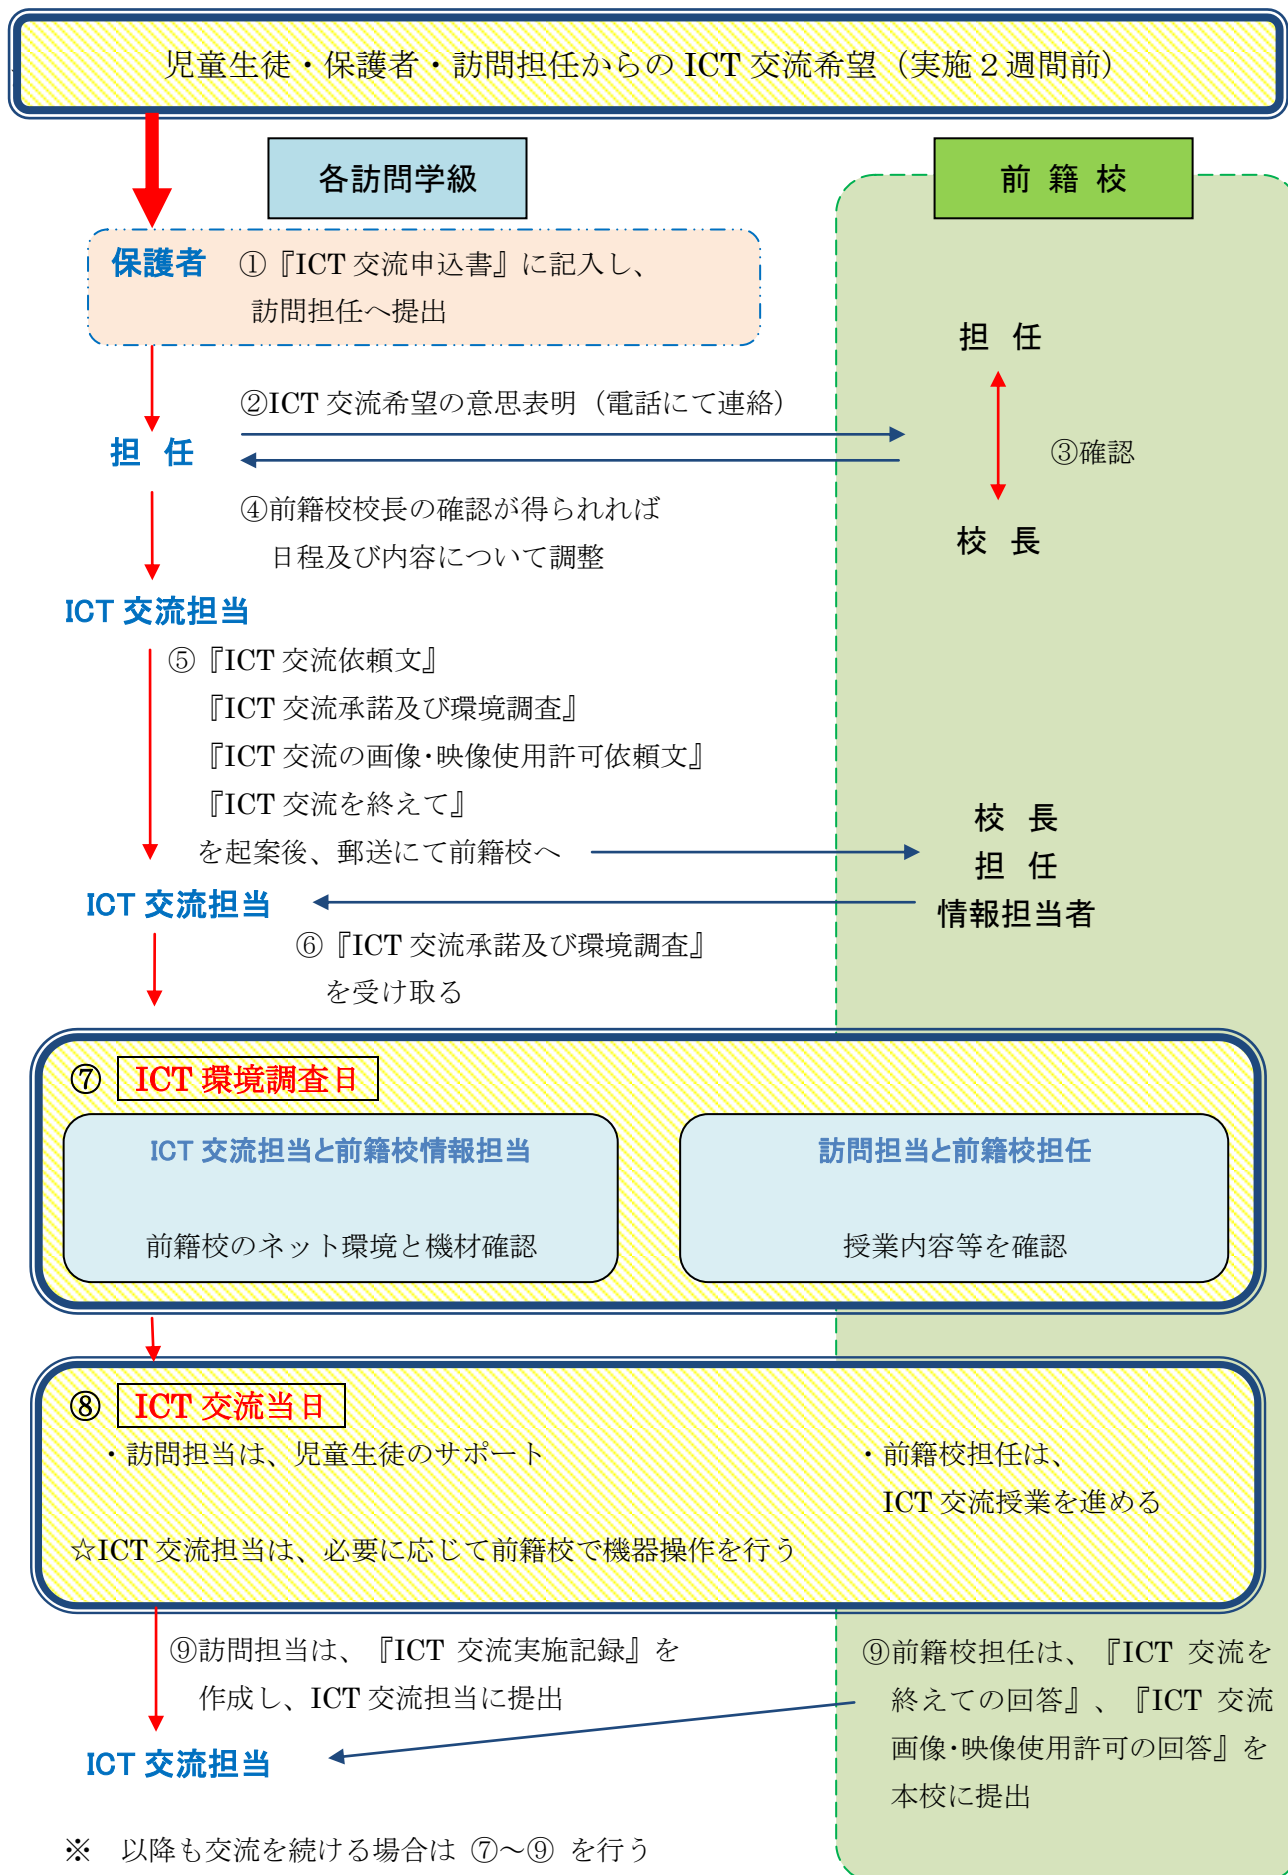 児童生徒・保護者・訪問担任からの ICT 交流希望（実施２週間前）
各訪問学級
前 籍 校
保護者 ①『ICT 交流申込書』に記入し、
訪問担任へ提出
担 任
②ICT 交流希望の意思表明（電話にて連絡）
担 任
③確認
④前籍校校長の確認が得られれば
日程及び内容について調整
校 長
ICT 交流担当
⑤『ICT 交流依頼文』
『ICT 交流承諾及び環境調査』
『ICT 交流の画像･映像使用許可依頼文』
『ICT 交流を終えて』
を起案後、郵送にて前籍校へ
校 長
担 任
情報担当者
ICT 交流担当
⑥『ICT 交流承諾及び環境調査』
を受け取る
⑦ ICT 環境調査日
ICT 交流担当と前籍校情報担当
前籍校のネット環境と機材確認
訪問担当と前籍校担任
授業内容等を確認
⑧ ICT 交流当日
・訪問担当は、児童生徒のサポート
・前籍校担任は、
ICT 交流授業を進める
☆ICT 交流担当は、必要に応じて前籍校で機器操作を行う
⑨訪問担当は、『ICT 交流実施記録』を
作成し、ICT 交流担当に提出
⑨前籍校担任は、『ICT 交流を
終えての回答』、『ICT 交流
画像･映像使用許可の回答』を
本校に提出
ICT 交流担当
※ 以降も交流を続ける場合は ⑦～⑨ を行う